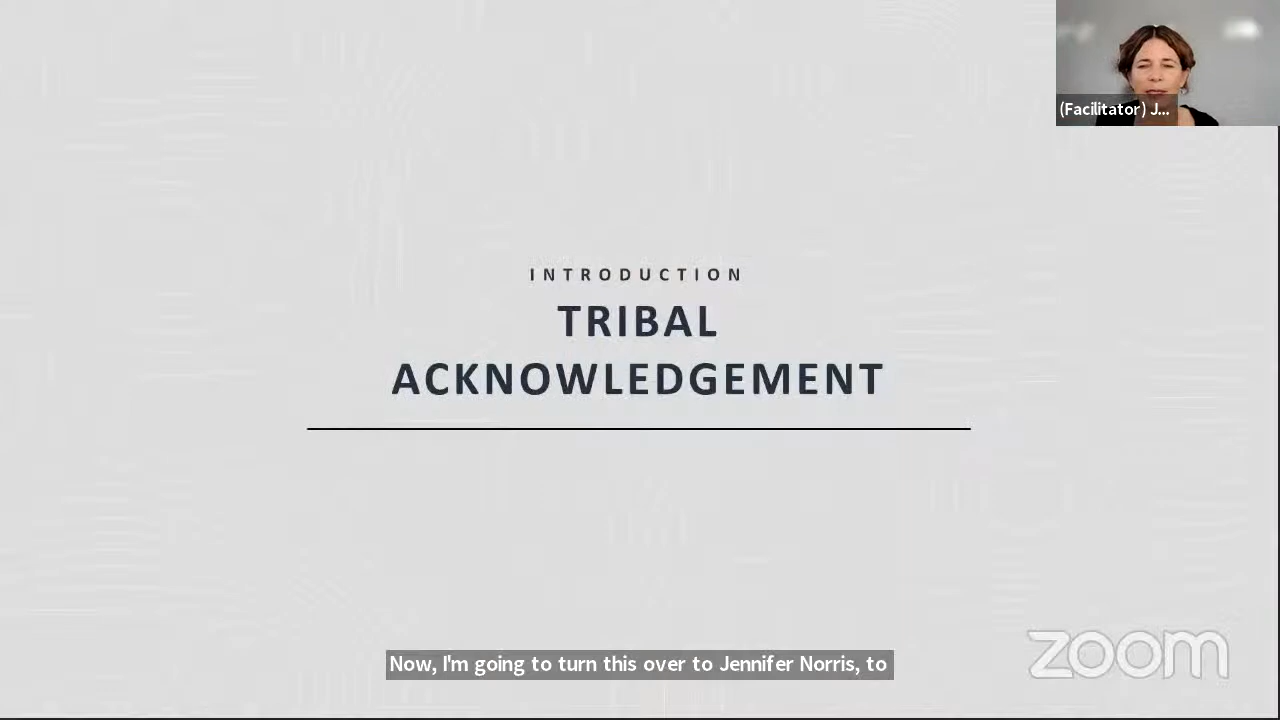 (Facilitator) J...
INTRODUCTION
TRIBAL
ACKNOWLEDGEMENT
Now, I'm going to turn this over to Jennifer Norris, to
zoom